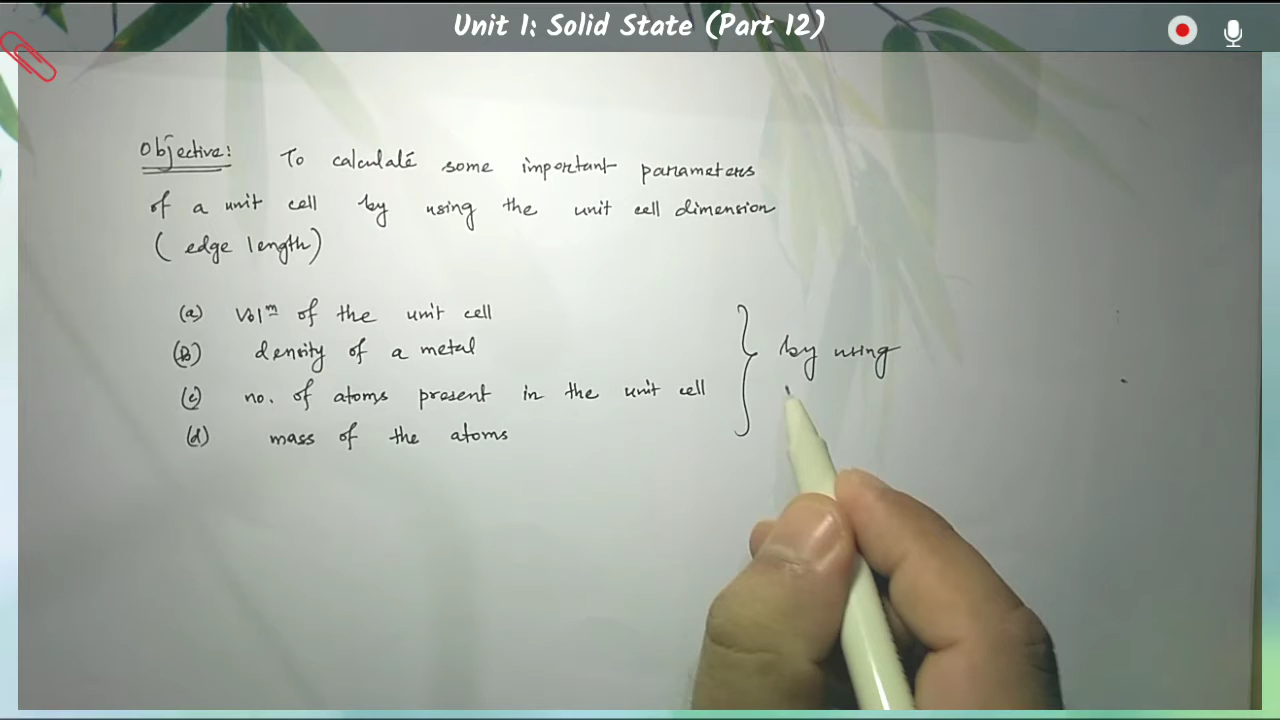 Unit 1: Solid State (Part 12)
Objective: To calculate some important parameters
of a unit cell by using the unit cell dimension
(edge length)
(a) Volm of the unit cell
(b) density of a metal
(c) no. of atoms present in the unit cell
(d) mass of the atoms
} by using